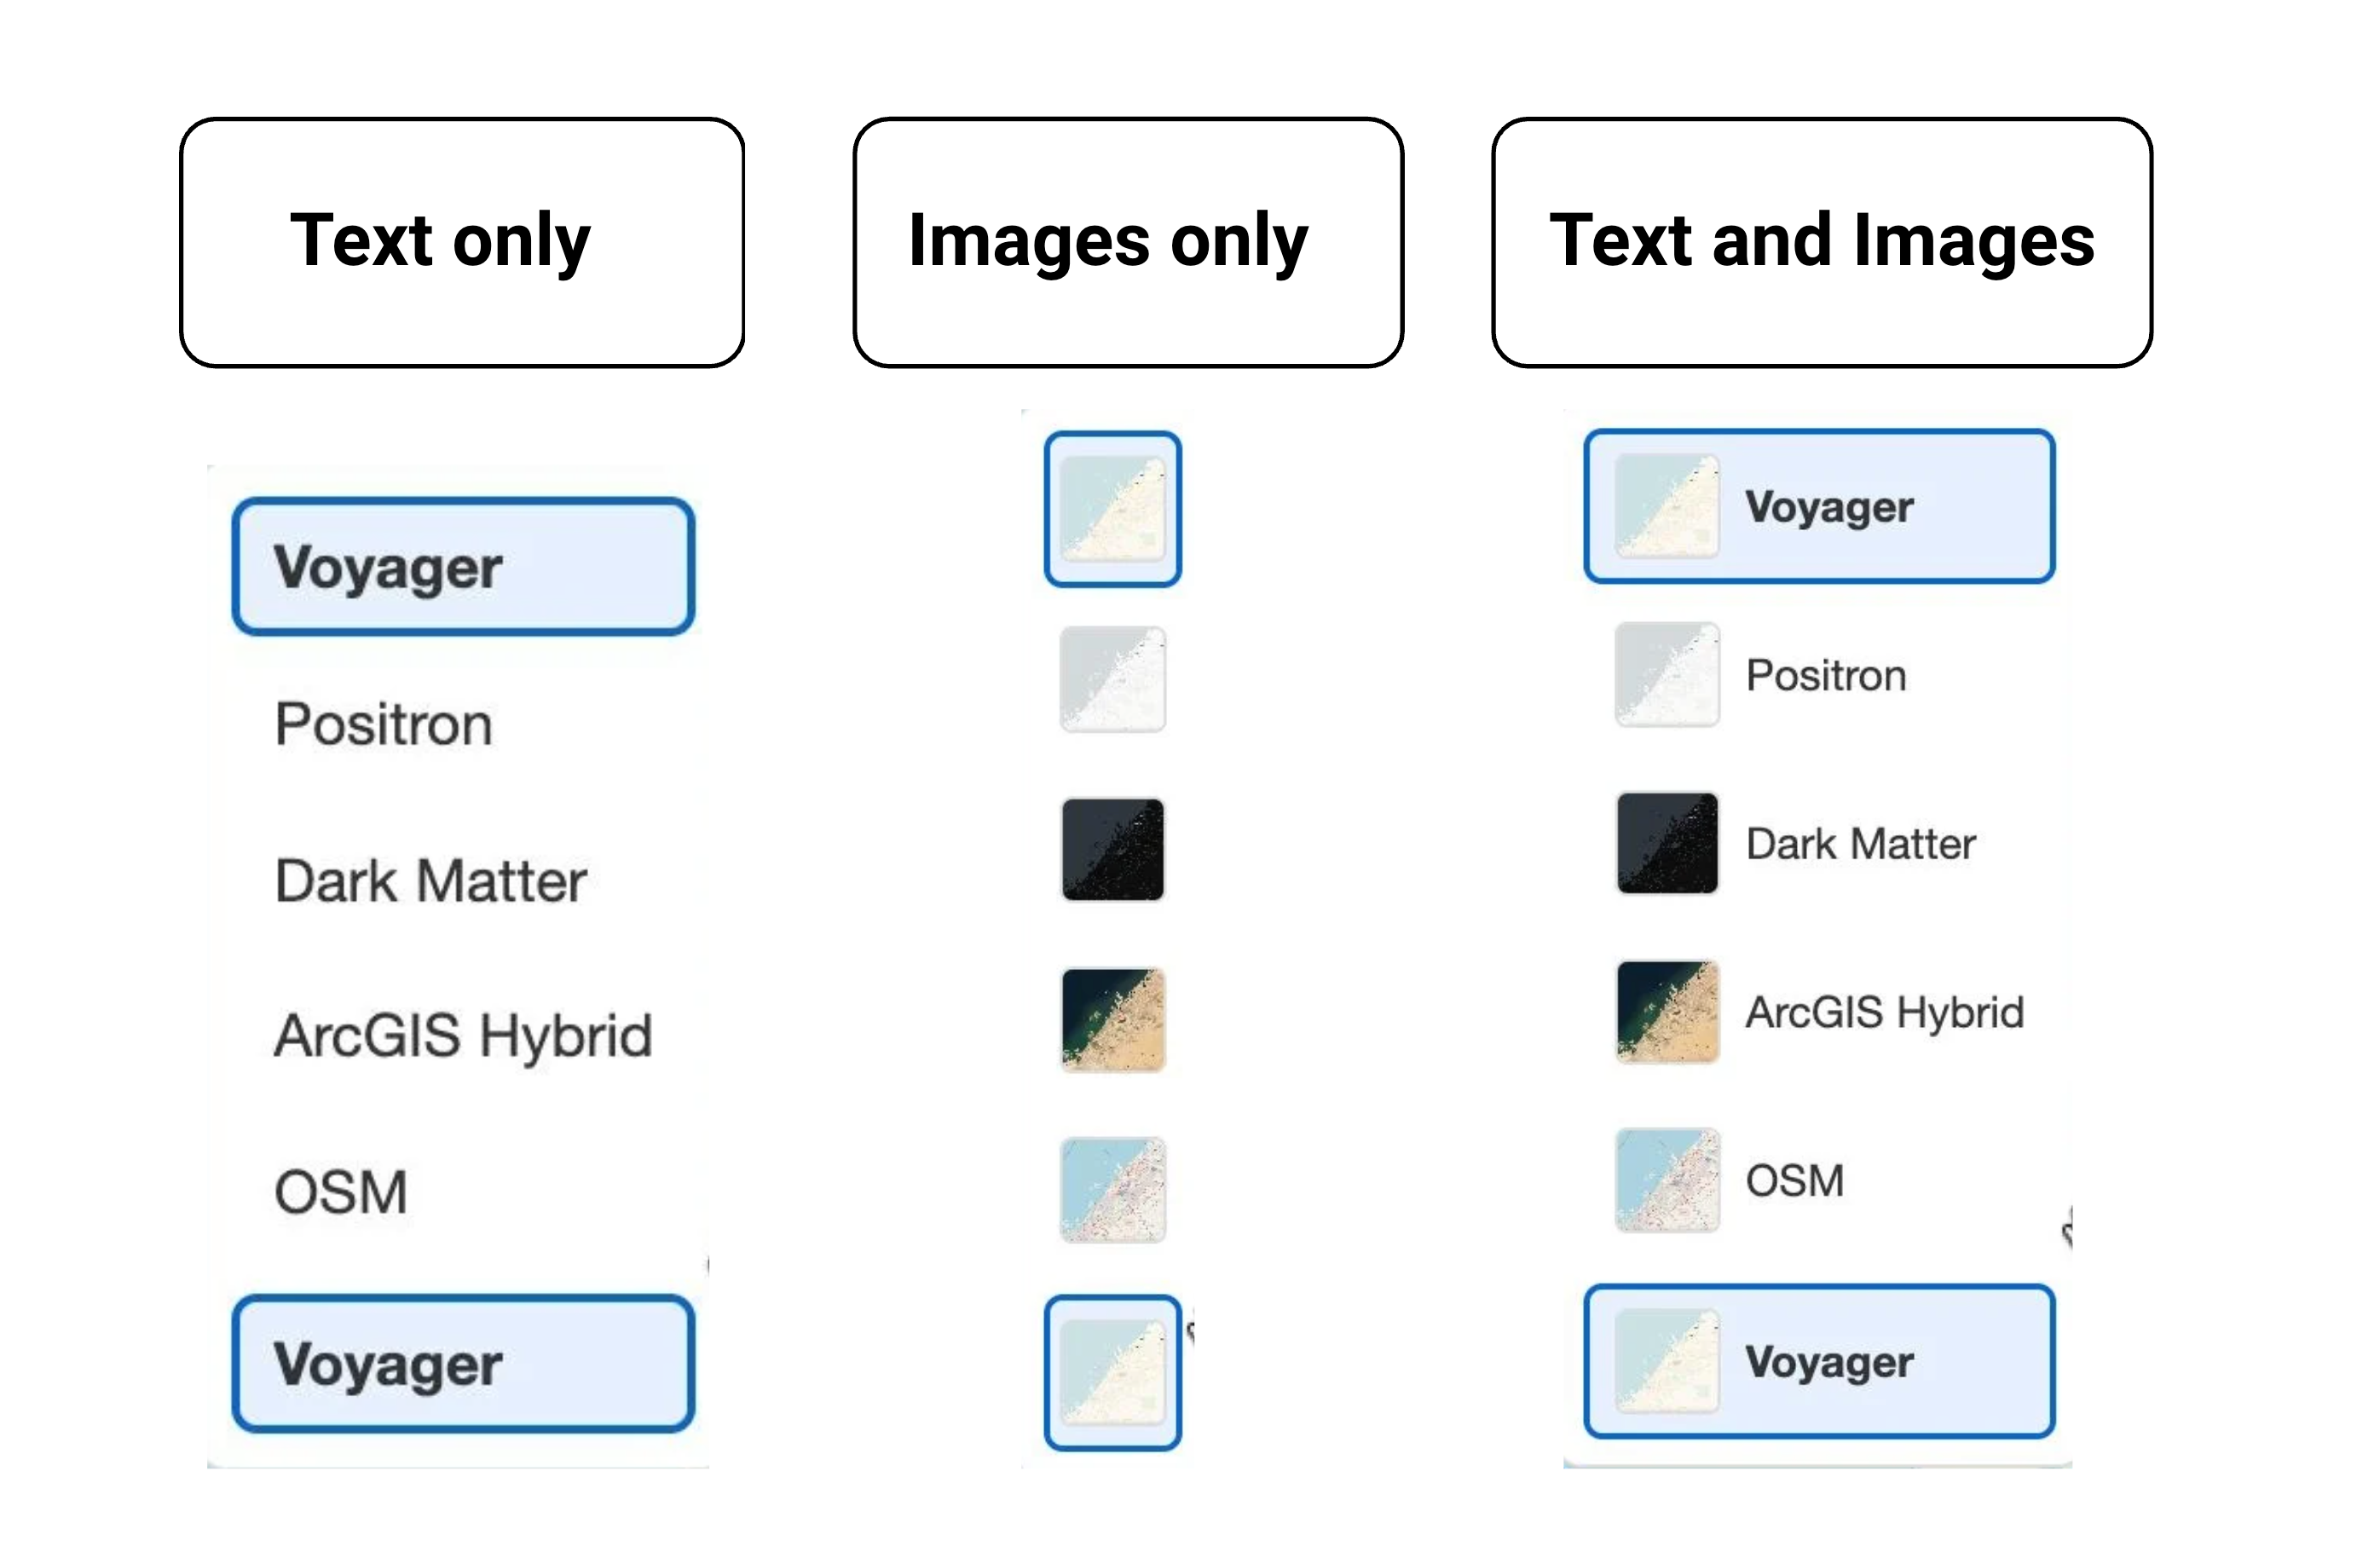 Text only
Voyager
Positron
Dark Matter
ArcGIS Hybrid
OSM
Voyager
Images only
Text and Images
Voyager
Positron
Dark Matter
ArcGIS Hybrid
OSM
Voyager